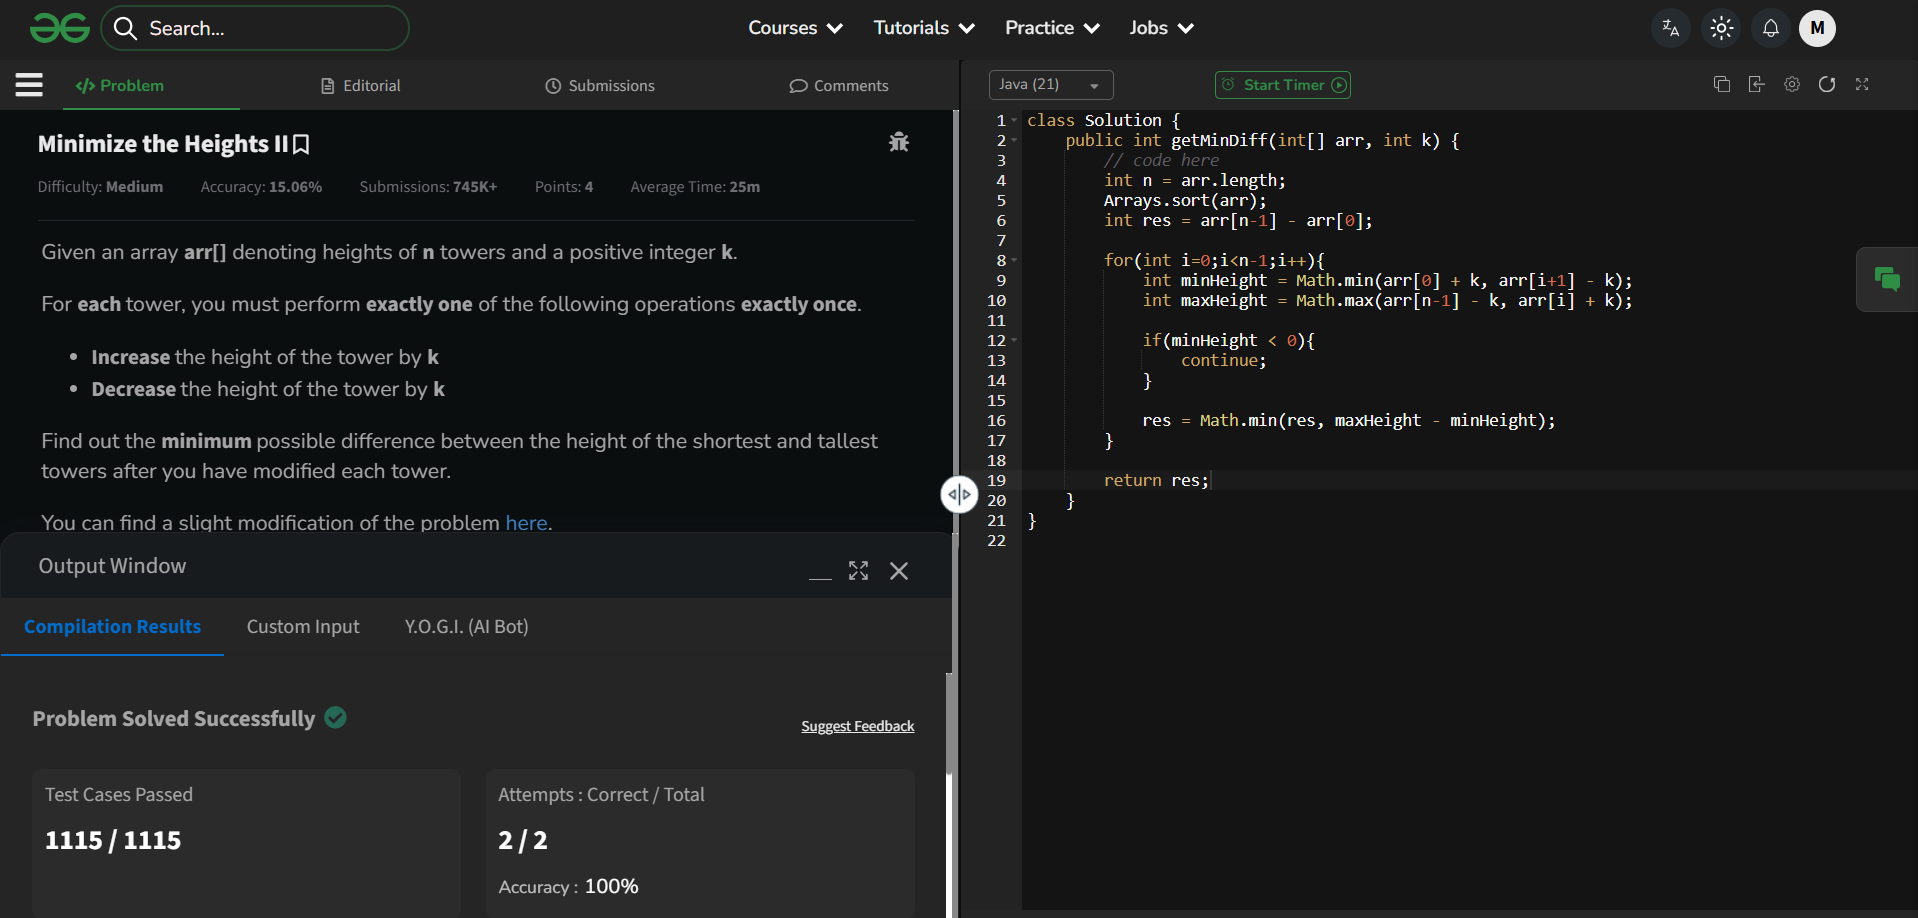 Search...
Courses
Tutorials
Practice
Jobs
M
</> Problem
Editorial
Submissions
Comments
Java (21)
Start Timer
Minimize the Heights II
Difficulty: Medium
Accuracy: 15.06%
Submissions: 745K+
Points: 4
Average Time: 25m
Given an array arr[] denoting heights of n towers and a positive integer k.
For each tower, you must perform exactly one of the following operations exactly once.
• Increase the height of the tower by k
• Decrease the height of the tower by k
Find out the minimum possible difference between the height of the shortest and tallest
towers after you have modified each tower.
You can find a slight modification of the problem here.
Output Window
Compilation Results
Custom Input
Y.O.G.I. (AI Bot)
Problem Solved Successfully
Suggest Feedback
Test Cases Passed
1115 / 1115
Attempts : Correct / Total
2 / 2
Accuracy : 100%
1 class Solution {
2     public int getMinDiff(int[] arr, int k) {
3         // code here
4         int n = arr.length;
5         Arrays.sort(arr);
6         int res = arr[n-1] - arr[0];
7
8         for(int i=0;i<n-1;i++){
9             int minHeight = Math.min(arr[0] + k, arr[i+1] - k);
10             int maxHeight = Math.max(arr[n-1] - k, arr[i] + k);
11
12             if(minHeight < 0){
13                 continue;
14             }
15
16             res = Math.min(res, maxHeight - minHeight);
17         }
18
19         return res;
20     }
21 }
22